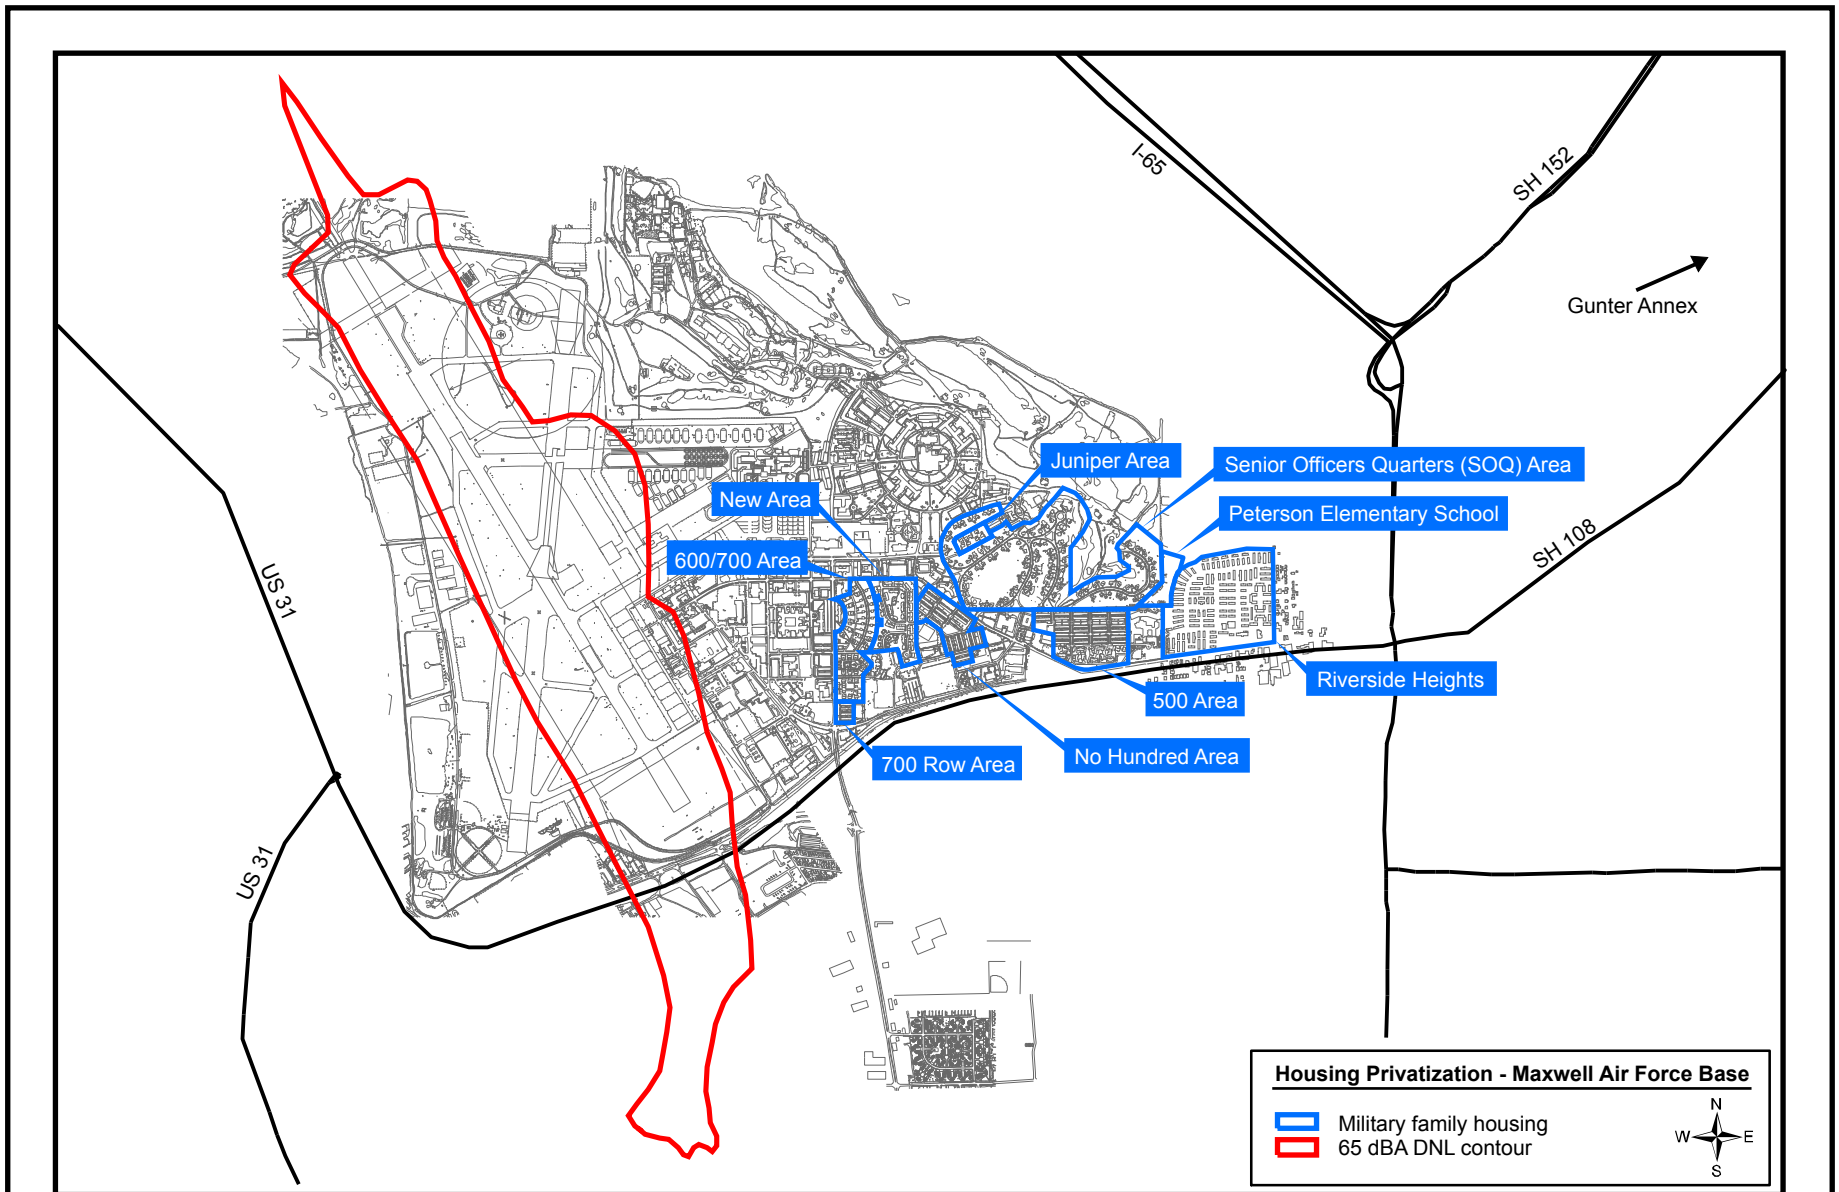 I-65
SH 152
Gunter Annex
Juniper Area
Senior Officers Quarters (SOQ) Area
New Area
Peterson Elementary School
600/700 Area
SH 108
US 31
Riverside Heights
500 Area
No Hundred Area
700 Row Area
US 31
Housing Privatization - Maxwell Air Force Base
Military family housing
65 dBA DNL contour
N
W E
S